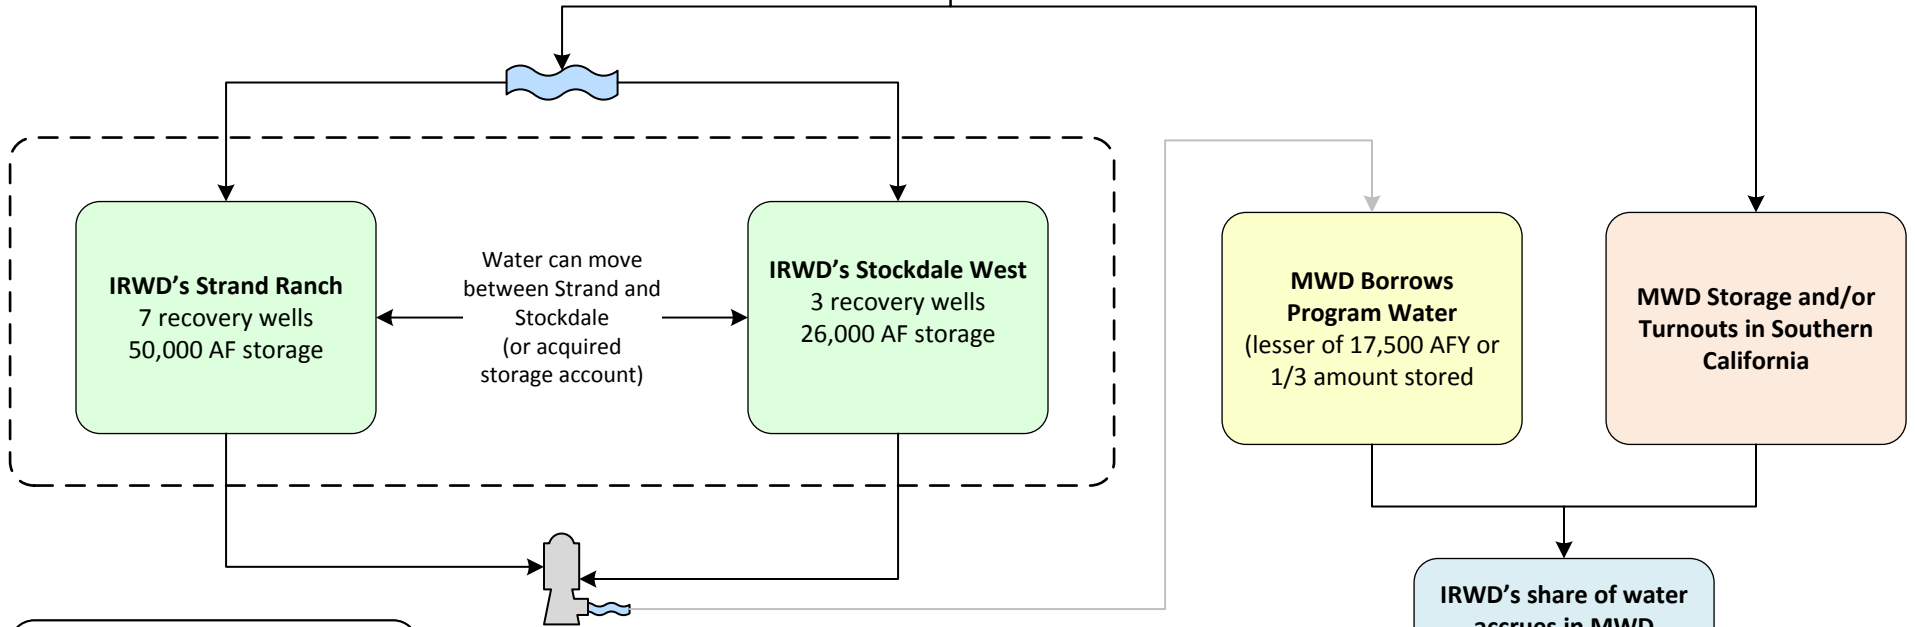 IRWD’s Strand Ranch
7 recovery wells
50,000 AF storage
Water can move
between Strand and
Stockdale
(or acquired
storage account)
IRWD’s Stockdale West
3 recovery wells
26,000 AF storage
MWD Borrows
Program Water
(lesser of 17,500 AFY or
1/3 amount stored
MWD Storage and/or
Turnouts in Southern
California
IRWD’s share of water
accrues in MWD